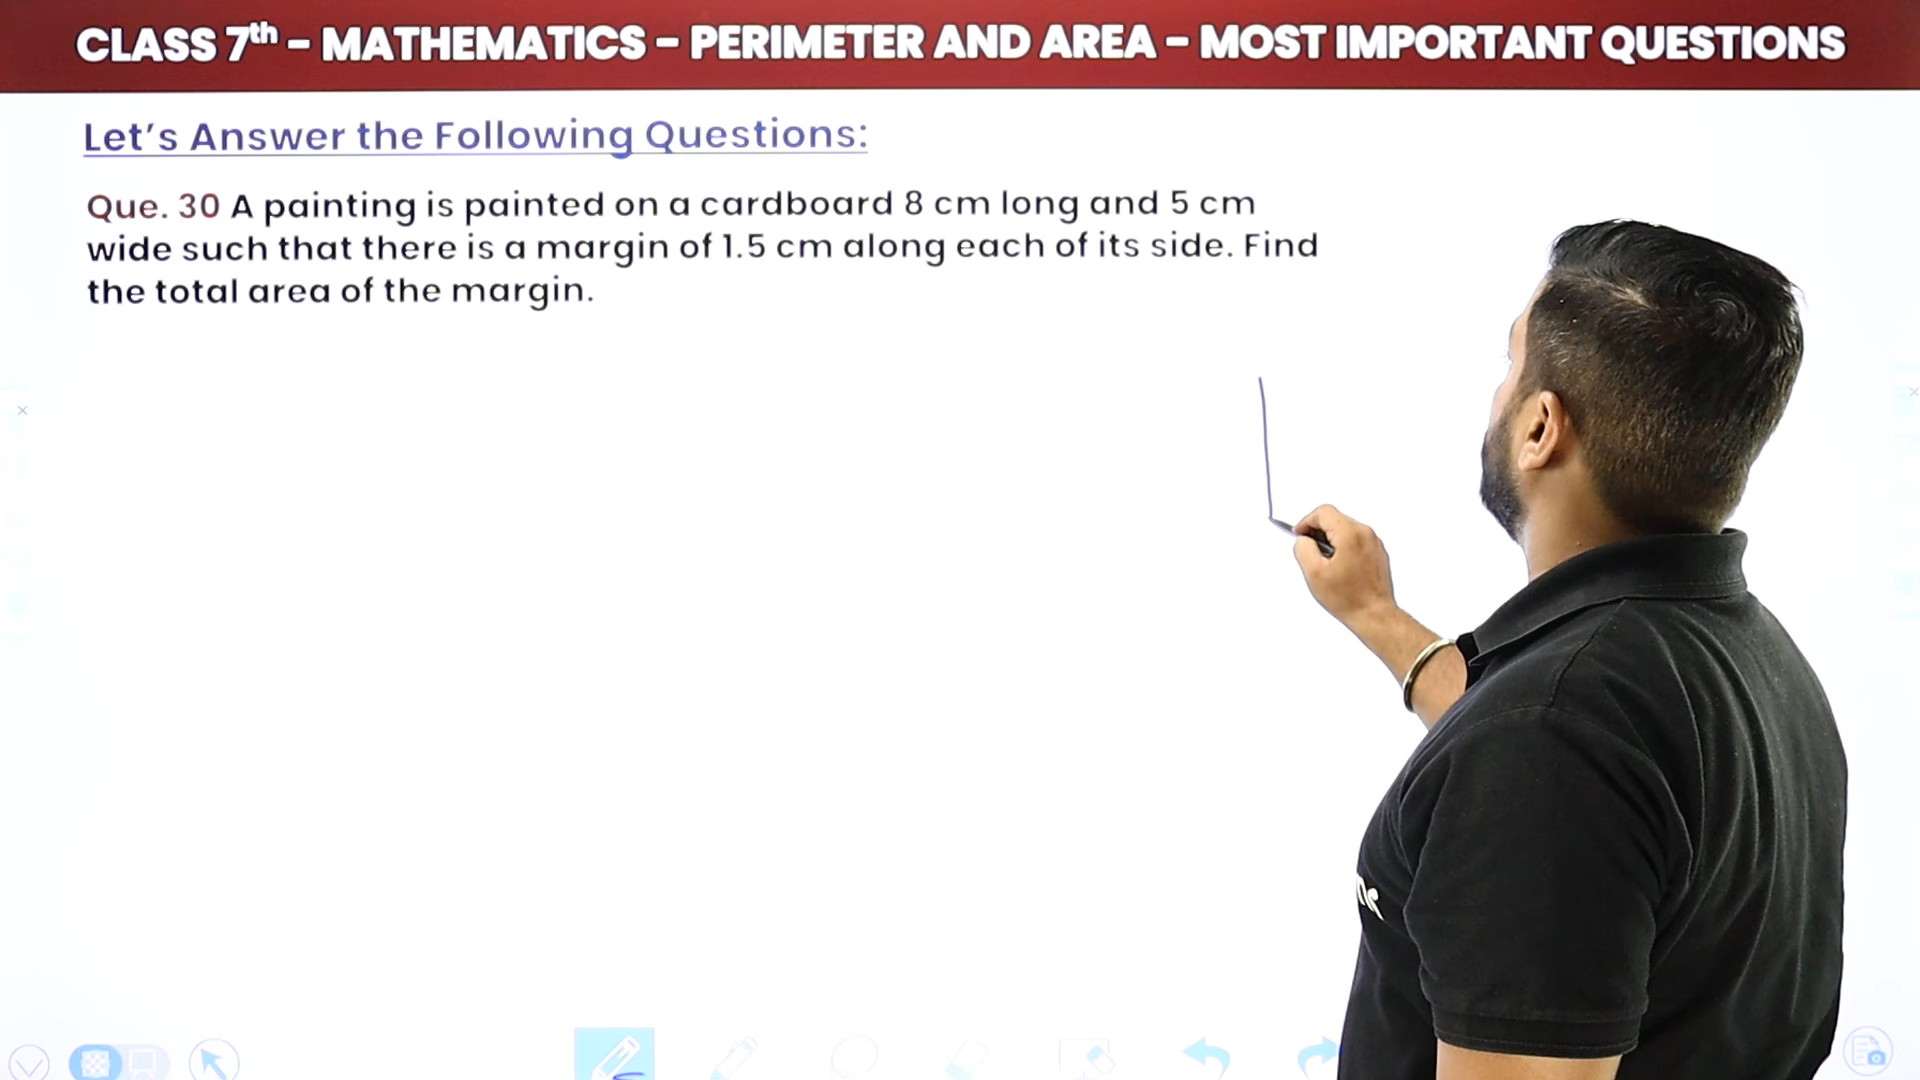 CLASS 7th – MATHEMATICS – PERIMETER AND AREA – MOST IMPORTANT QUESTIONS
Let's Answer the Following Questions:
Que. 30 A painting is painted on a cardboard 8 cm long and 5 cm
wide such that there is a margin of 1.5 cm along each of its side. Find
the total area of the margin.